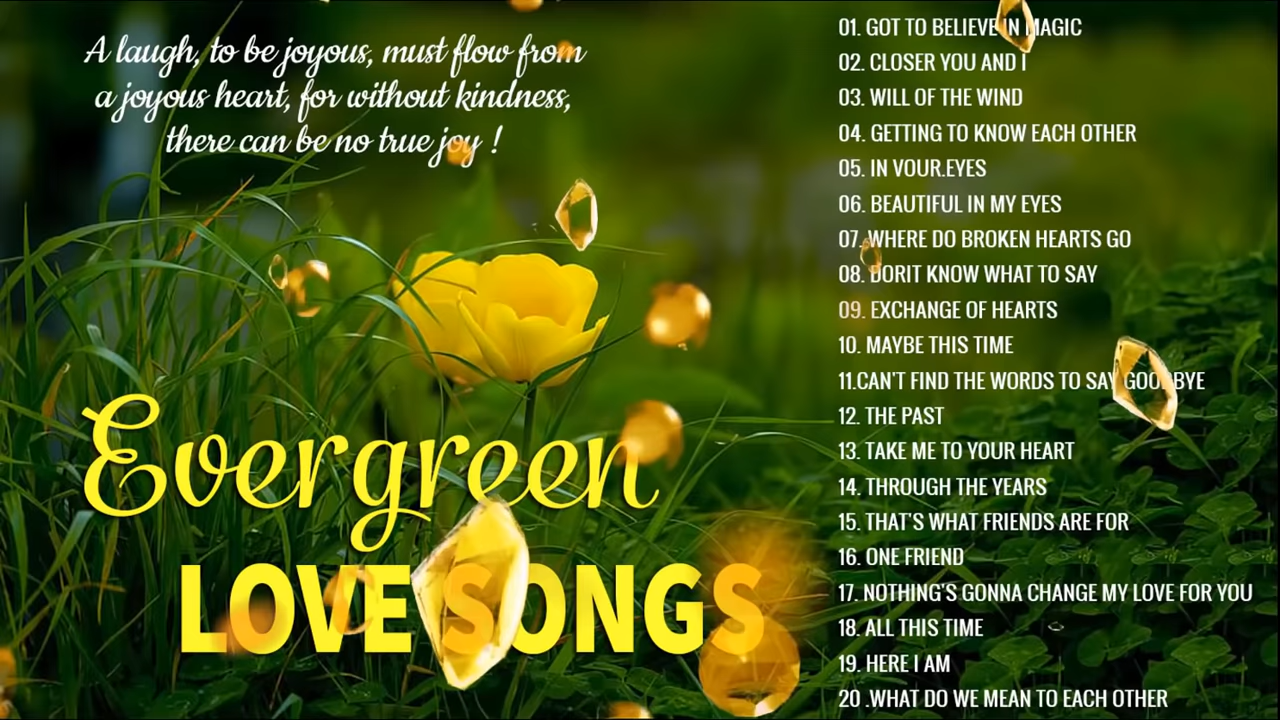 A laugh, to be joyous, must flow from
a joyous heart, for without kindness,
there can be no true joy !
Evergreen
LOVE SONGS
01. GOT TO BELIEVE IN MAGIC
02. CLOSER YOU AND I
03. WILL OF THE WIND
04. GETTING TO KNOW EACH OTHER
05. IN VOUR.EYES
06. BEAUTIFUL IN MY EYES
07. WHERE DO BROKEN HEARTS GO
08. DORIT KNOW WHAT TO SAY
09. EXCHANGE OF HEARTS
10. MAYBE THIS TIME
11.CAN'T FIND THE WORDS TO SAY GOODBYE
12. THE PAST
13. TAKE ME TO YOUR HEART
14. THROUGH THE YEARS
15. THAT'S WHAT FRIENDS ARE FOR
16. ONE FRIEND
17. NOTHING'S GONNA CHANGE MY LOVE FOR YOU
18. ALL THIS TIME
19. HERE I AM
20 .WHAT DO WE MEAN TO EACH OTHER